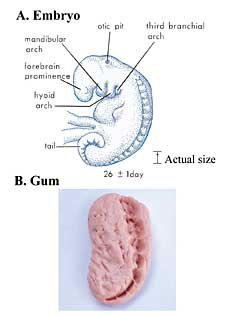 A. Embryo
otic pit
third branchial
arch
mandibular
arch
forebrain
prominence
hyoid
arch
tail
Actual size
26 ± 1 day
B. Gum